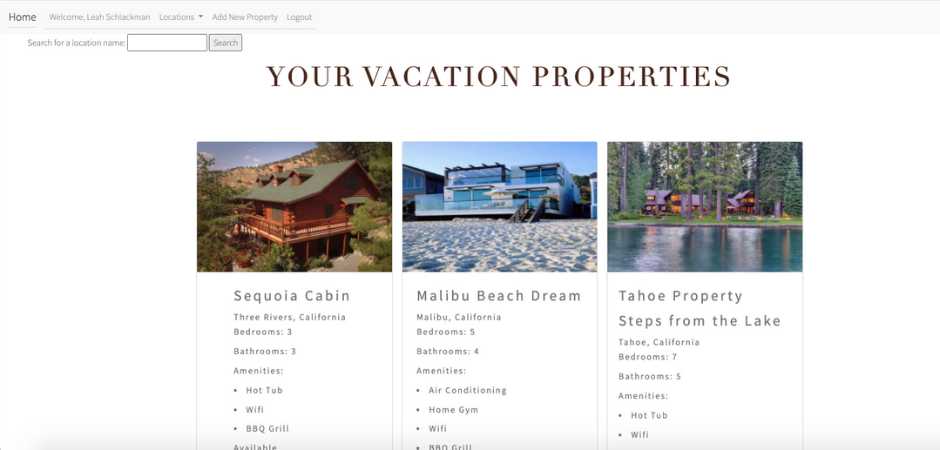 Home Welcome, Leah Schlackman Locations Add New Property Logout
Search for a location name: Search
YOUR VACATION PROPERTIES
Sequoia Cabin
Three Rivers, California
Bedrooms: 3
Bathrooms: 3
Amenities:
• Hot Tub
• Wifi
• BBQ Grill
Available
Malibu Beach Dream
Malibu, California
Bedrooms: 5
Bathrooms: 4
Amenities:
• Air Conditioning
• Home Gym
• Wifi
• BBQ Grill
Tahoe Property
Steps from the Lake
Tahoe, California
Bedrooms: 7
Bathrooms: 5
Amenities:
• Hot Tub
• Wifi